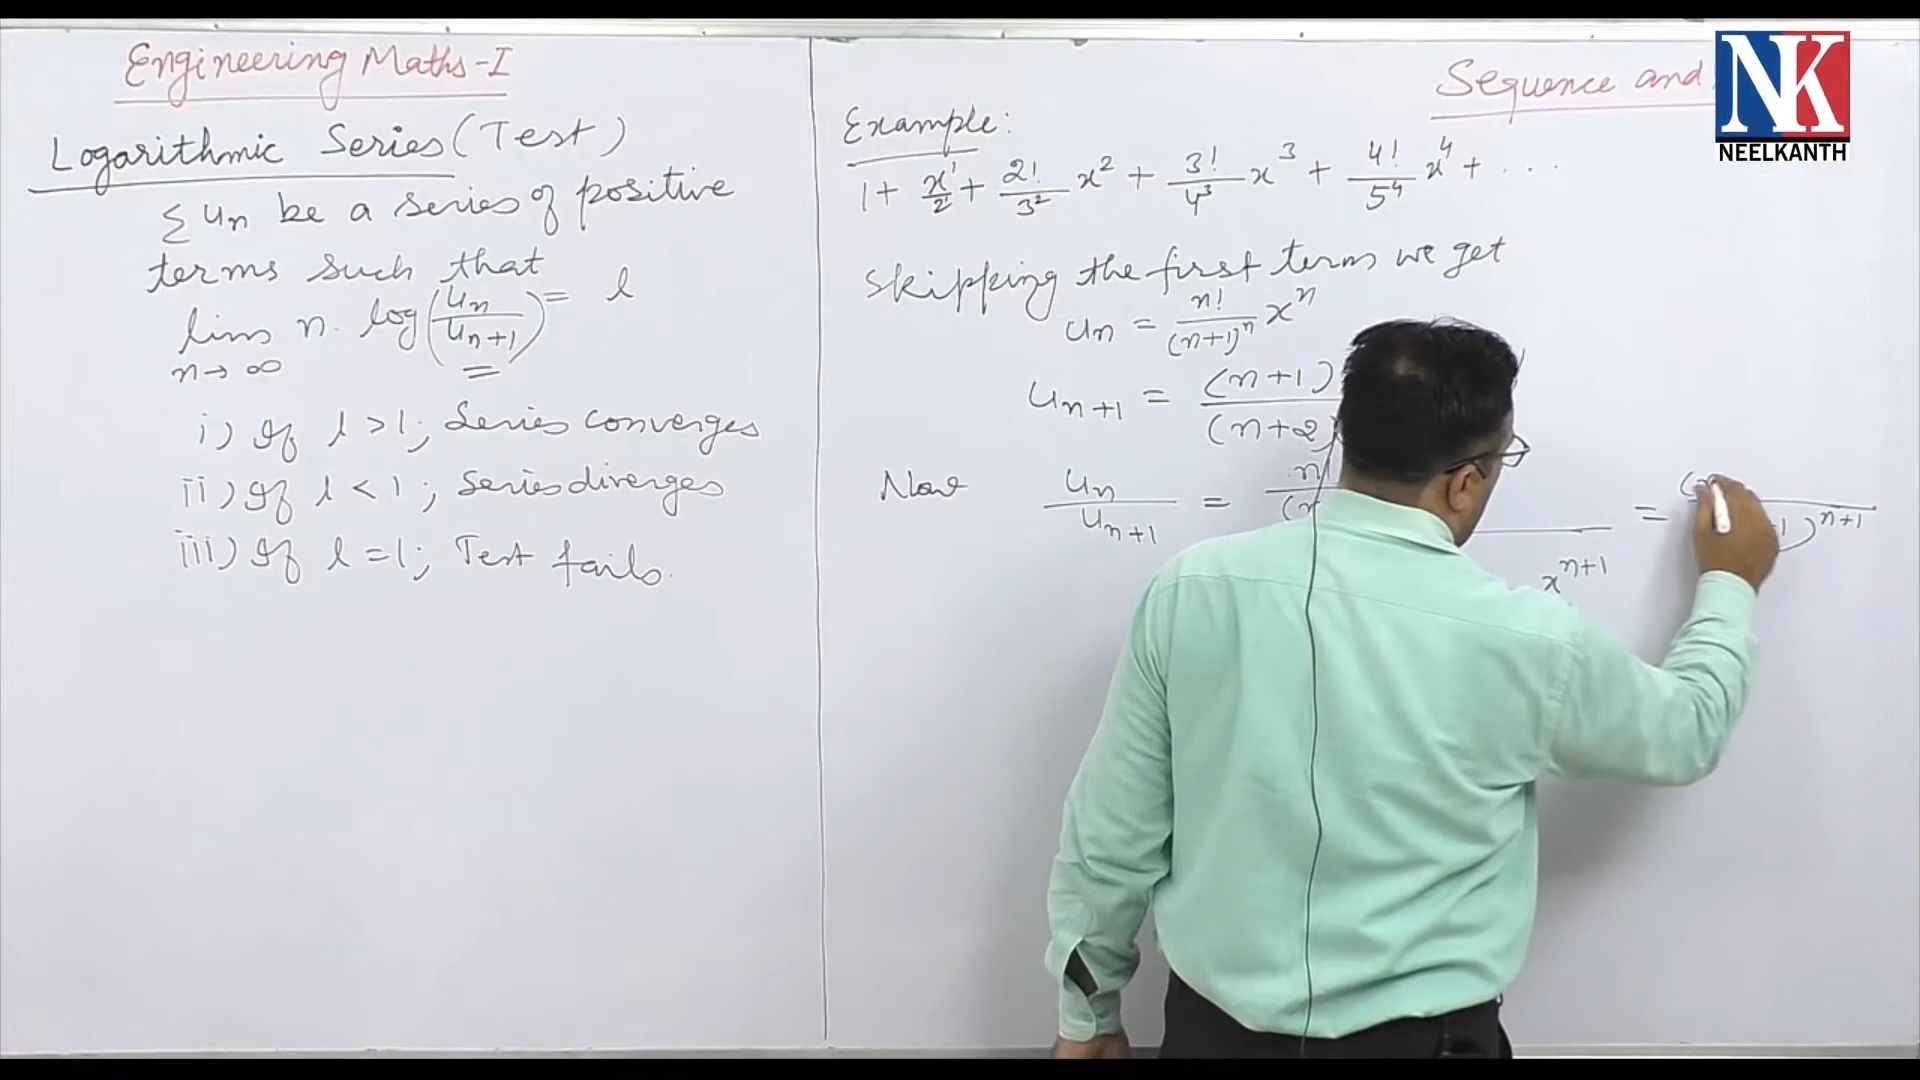 Engineering Maths-I
Logarithmic Series (Test)
Σ un be a series of positive
terms such that
lim n→∞ n. log(un/un+1) = l
i) If l > 1; Series converges
ii) If l < 1; Series diverges
iii) If l = 1; Test fails.
Sequence and
NK
NEELKANTH
Example:
1 + x¹/2¹ + 2!/3² x² + 3!/4³ x³ + 4!/5⁴ x⁴ + ....
Skipping the first term we get
un = n!/(n+1)ⁿ xⁿ
un+1 = (n+1)/(n+2)
Now un/un+1 = n/(n xⁿ⁺¹ = (n/1)ⁿ⁺¹